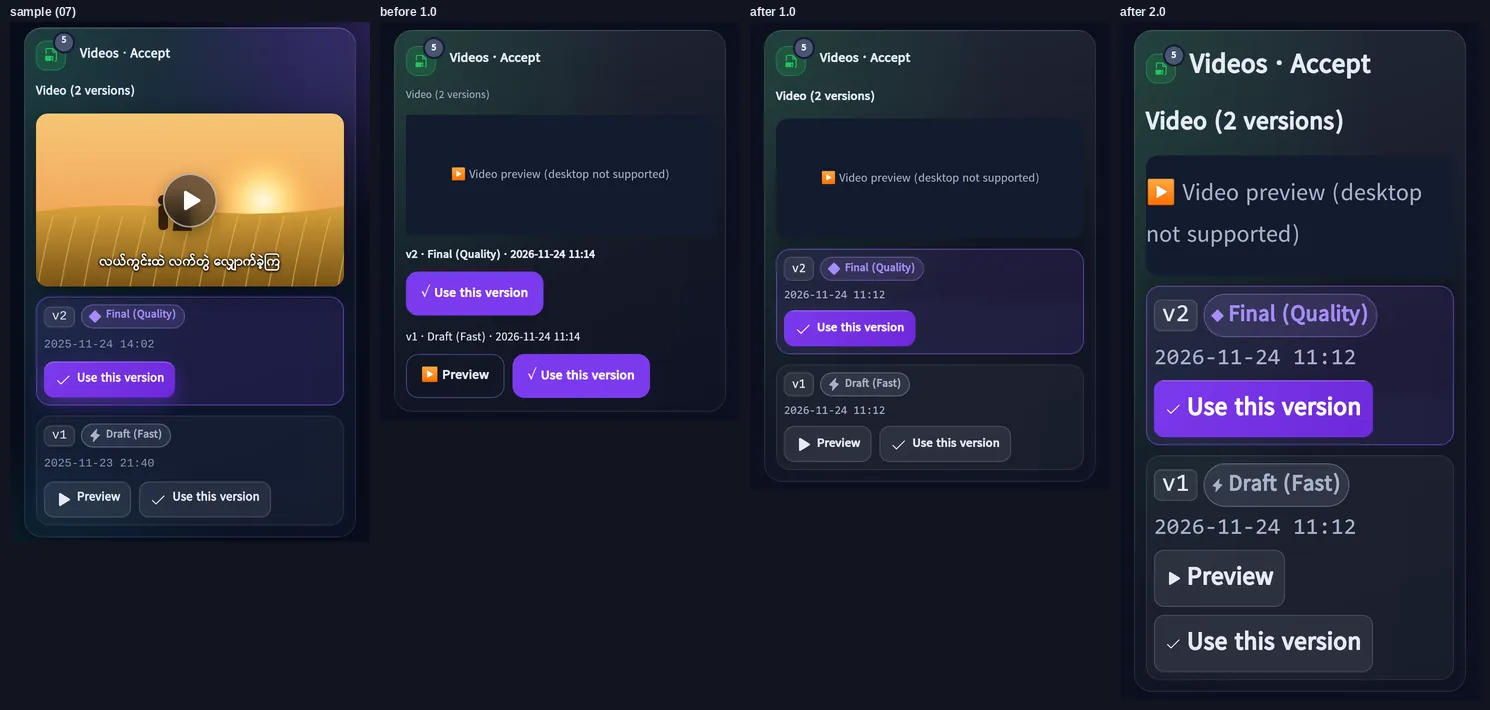 sample (07)
5
Videos · Accept
Video (2 versions)
လယ်ကွင်းထဲ လက်တွဲ လျှောက်ခဲ့ကြ
v2 Final (Quality)
2025-11-24 14:02
✓ Use this version
v1 Draft (Fast)
2025-11-23 21:40
▶ Preview ✓ Use this version
before 1.0
5
Videos · Accept
Video (2 versions)
▶️ Video preview (desktop not supported)
v2 · Final (Quality) · 2026-11-24 11:14
✓ Use this version
v1 · Draft (Fast) · 2026-11-24 11:14
▶️ Preview ✓ Use this version
after 1.0
5
Videos · Accept
Video (2 versions)
▶️ Video preview (desktop not supported)
v2 Final (Quality)
2026-11-24 11:12
✓ Use this version
v1 Draft (Fast)
2026-11-24 11:12
▶ Preview ✓ Use this version
after 2.0
5
Videos · Accept
Video (2 versions)
▶️ Video preview (desktop
not supported)
v2 Final (Quality)
2026-11-24 11:12
✓ Use this version
v1 Draft (Fast)
2026-11-24 11:12
▶ Preview
✓ Use this version